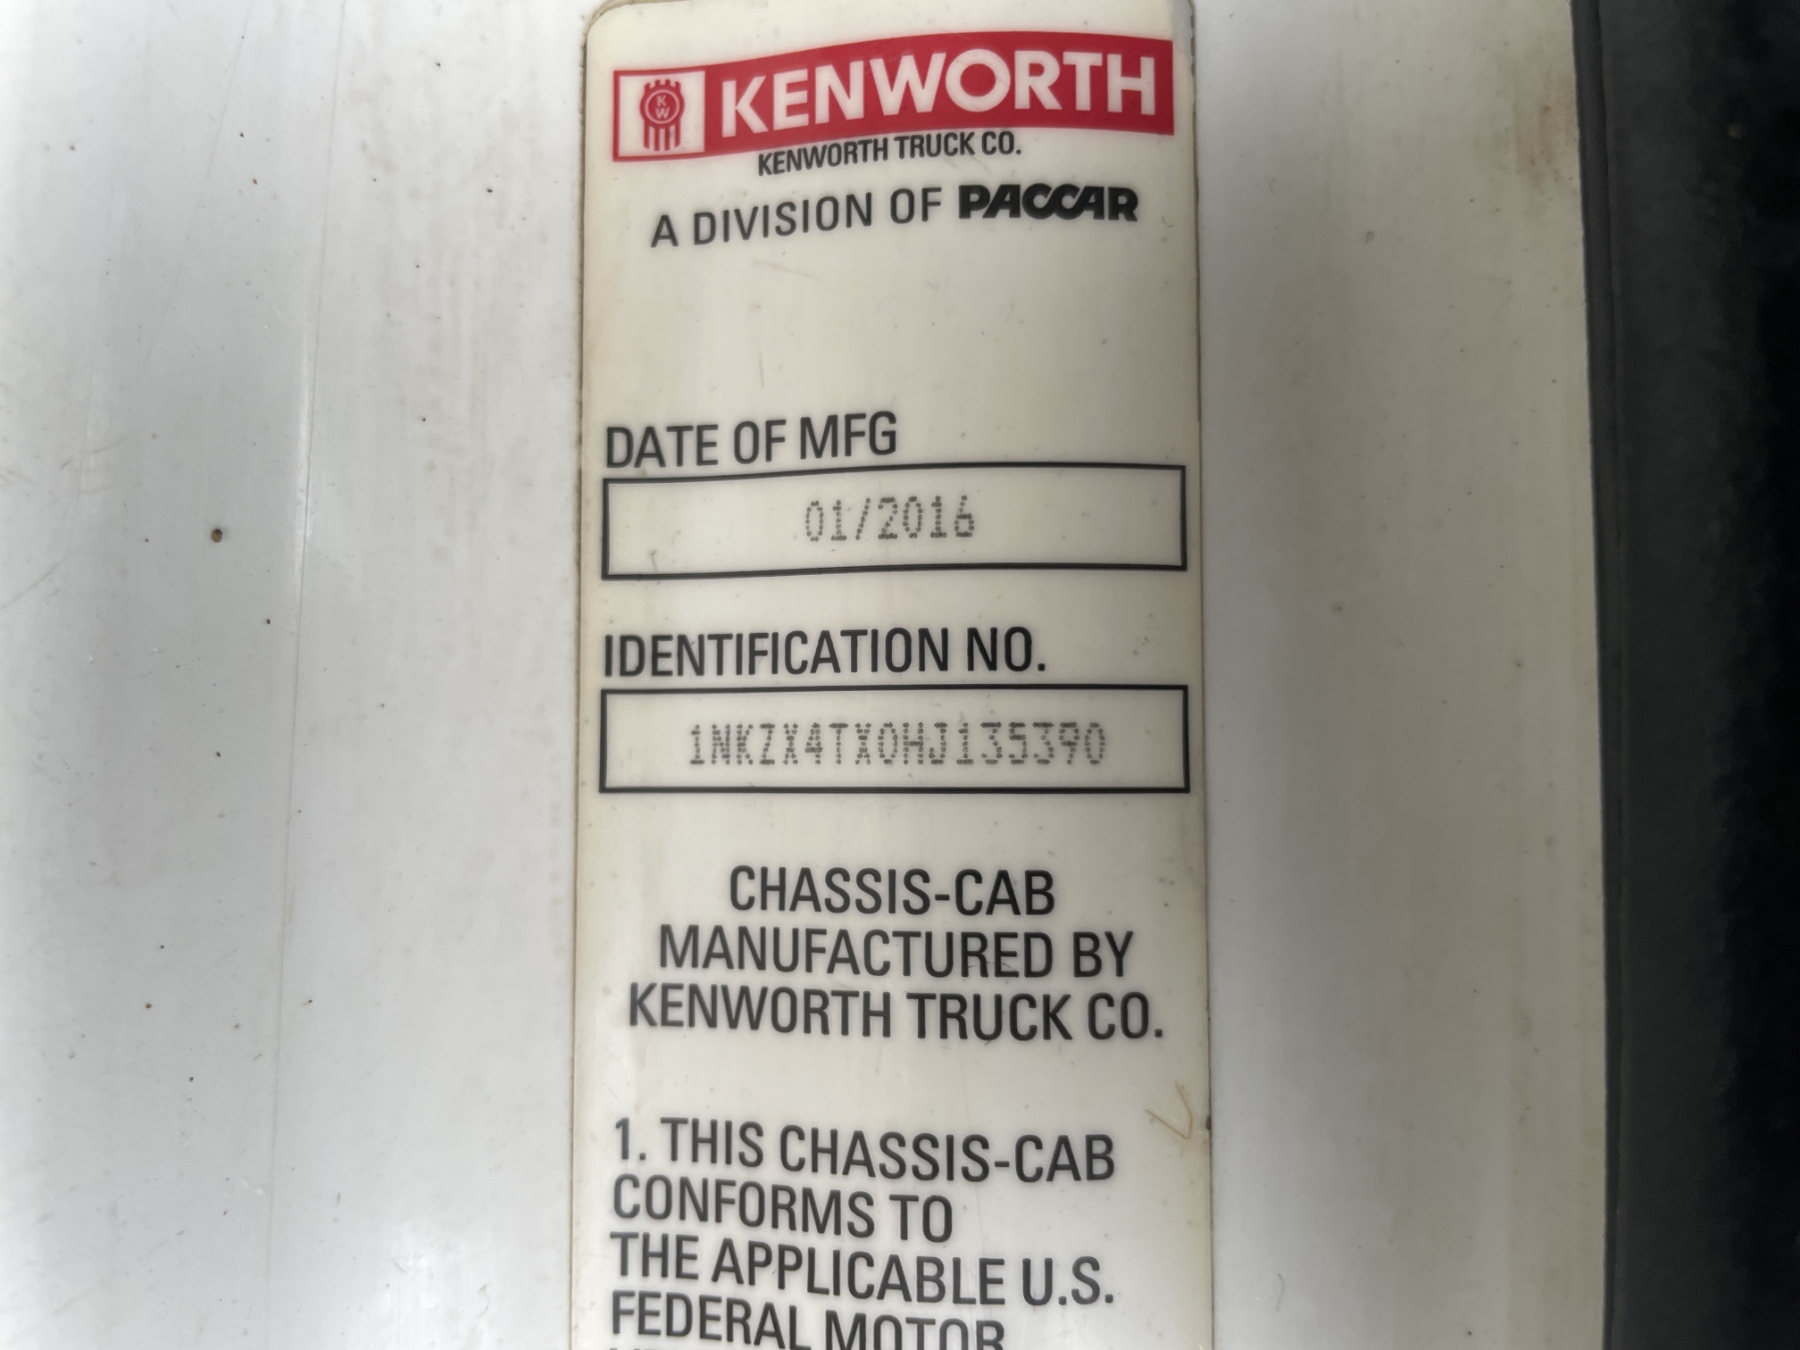 KW
KENWORTH
KENWORTH TRUCK CO.
A DIVISION OF PACCAR
DATE OF MFG
01/2016
IDENTIFICATION NO.
1NKZX4TX0HJ135390
CHASSIS-CAB
MANUFACTURED BY
KENWORTH TRUCK CO.
1. THIS CHASSIS-CAB
CONFORMS TO
THE APPLICABLE U.S.
FEDERAL MOTOR